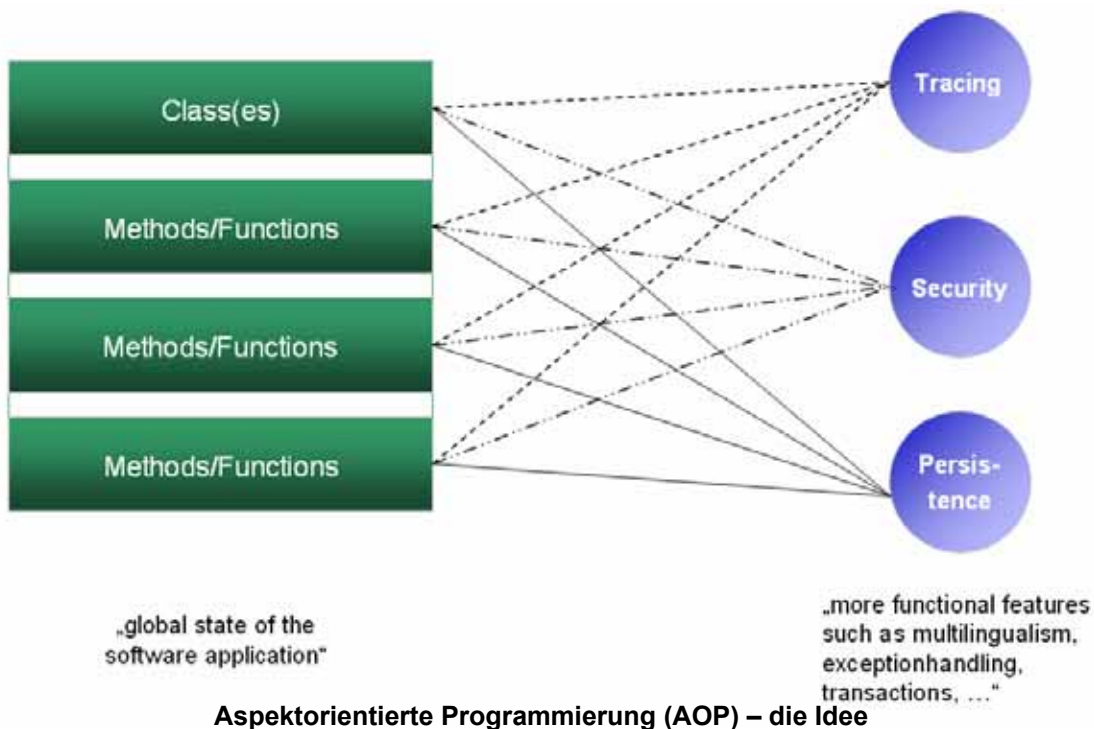 Class(es)
Methods/Functions
Methods/Functions
Methods/Functions
Tracing
Security
Persis-
tence
„global state of the
software application“
„more functional features
such as multilingualism,
exceptionhandling,
transactions, ...“
Aspektorientierte Programmierung (AOP) – die Idee